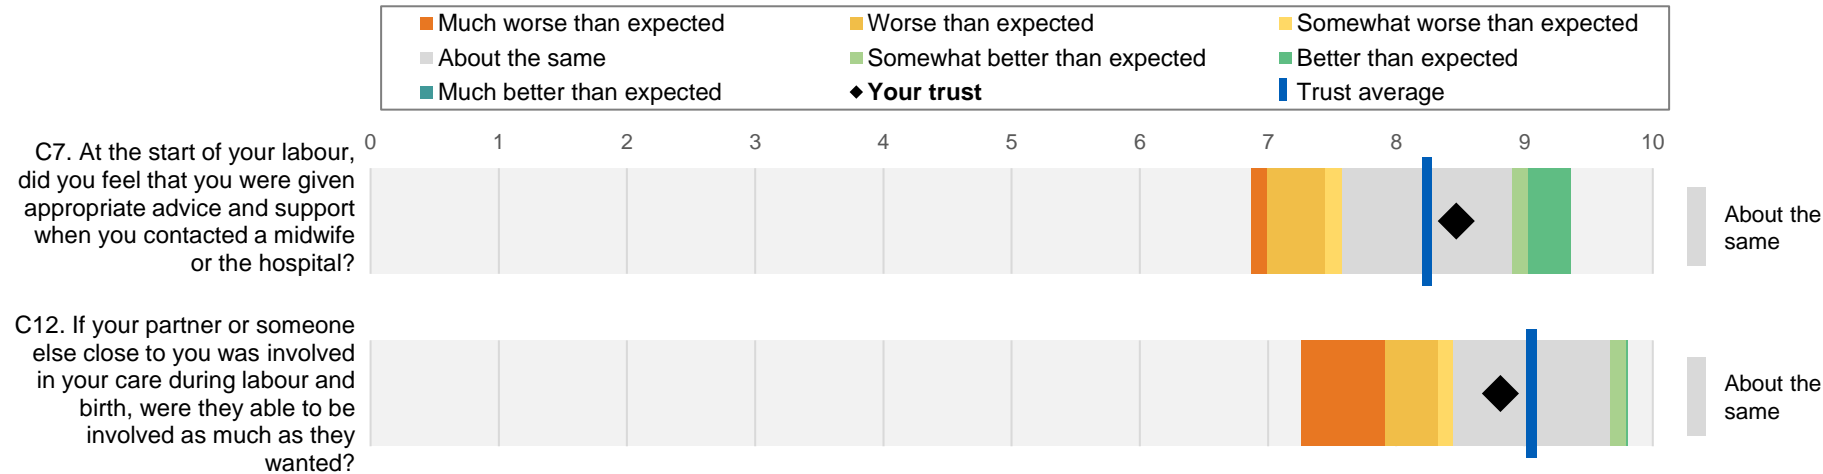 Much worse than expected
Worse than expected
Somewhat worse than expected
About the same
Somewhat better than expected
Better than expected
Much better than expected
Your trust
Trust average
0 1 2 3 4 5 6 7 8 9 10
C7. At the start of your labour,
did you feel that you were given
appropriate advice and support
when you contacted a midwife
or the hospital?
About the
same
C12. If your partner or someone
else close to you was involved
in your care during labour and
birth, were they able to be
involved as much as they
wanted?
About the
same